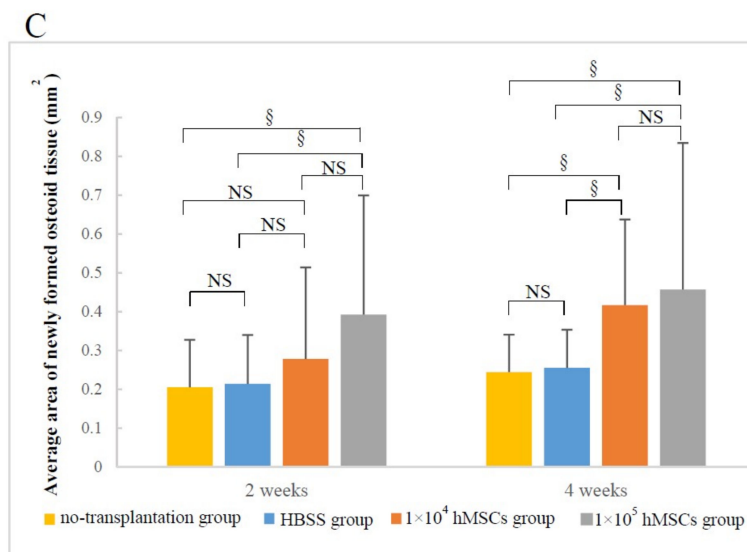 C
Average area of newly formed osteoid tissue (mm²)
§
§
§
§
NS
0.9
§
§
0.8
NS
NS
§
0.7
NS
§
0.6
NS
0.5
NS
NS
0.4
0.3
0.2
0.1
0
2 weeks
4 weeks
no-transplantation group
HBSS group
1×10⁴ hMSCs group
1×10⁵ hMSCs group